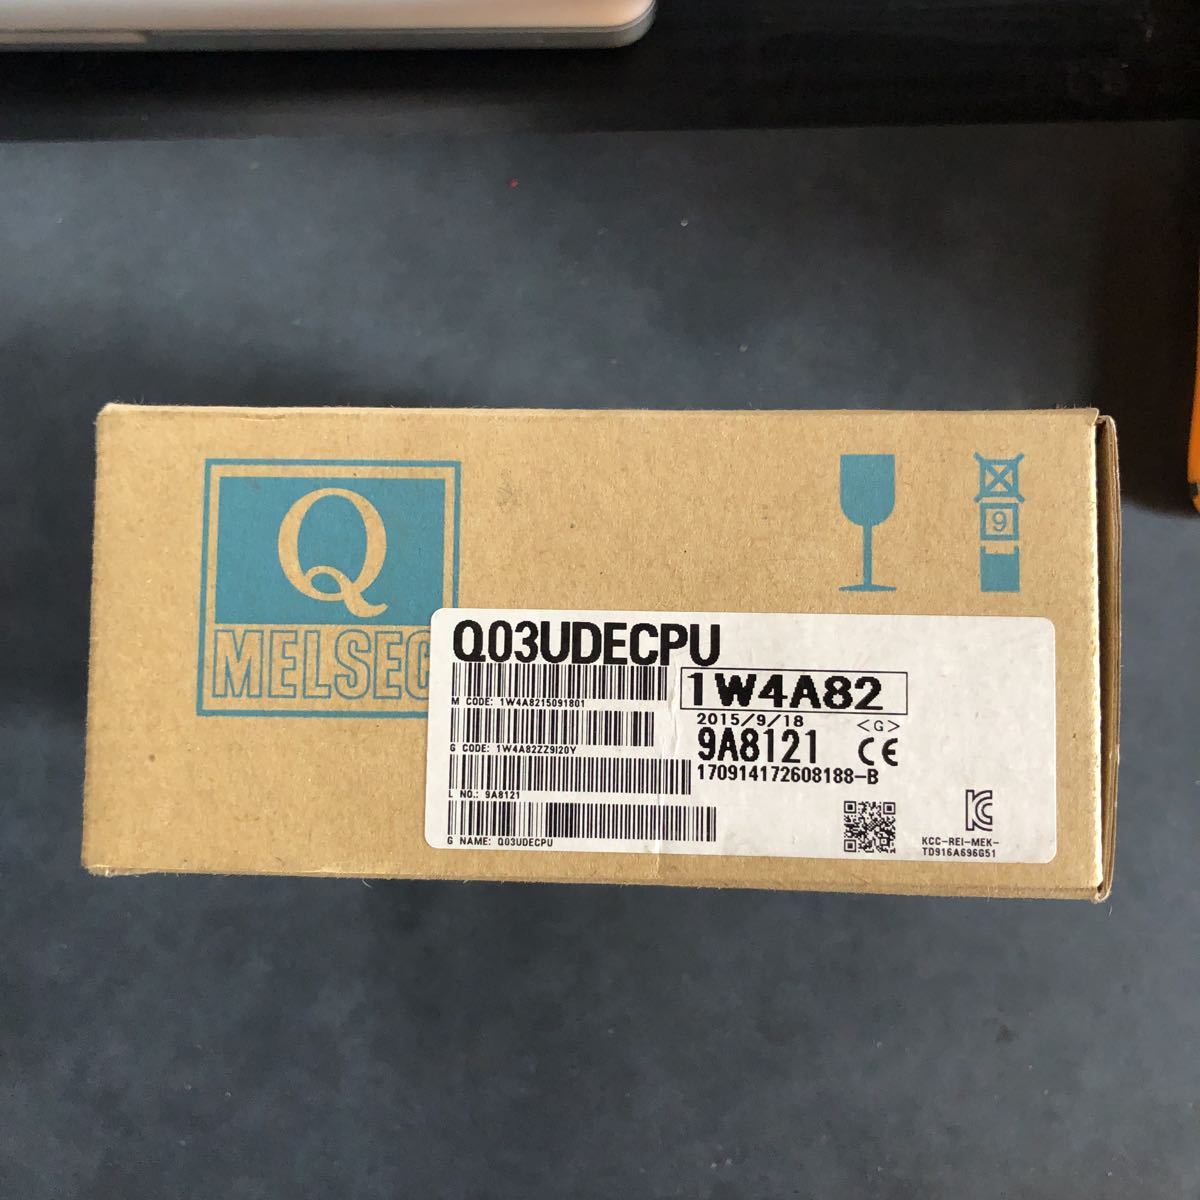 Q
MELSEC
9
Q03UDECPU
1W4A82
M CODE: 1W4A8215091801
2015/9/18 <G>
G CODE: 1W4A82ZZ9I20Y
9A8121 CE
170914172608188-B
L NO.: 9A8121
G NAME: Q03UDECPU
KCC-REI-MEK-
TD916A696G51